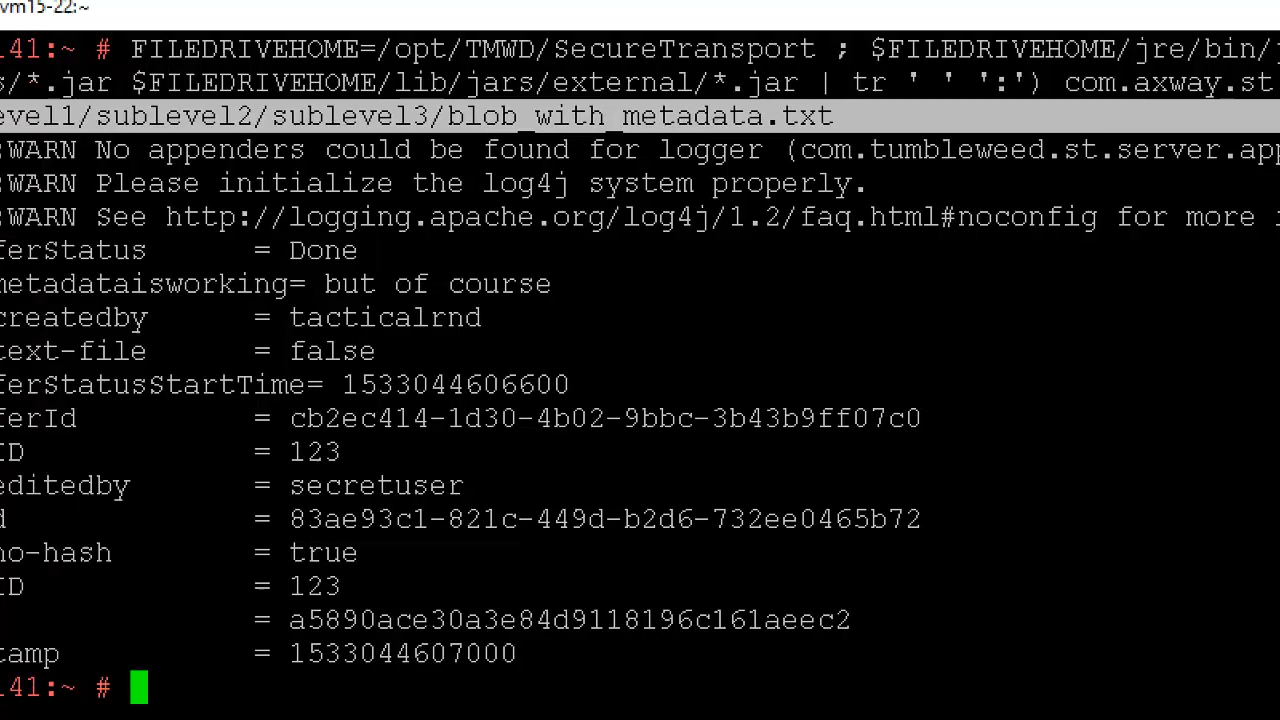 vm15-22:~
141:~ # FILEDRIVEHOME=/opt/TMWD/SecureTransport ; $FILEDRIVEHOME/jre/bin/j
s/*.jar $FILEDRIVEHOME/lib/jars/external/*.jar | tr ' ' ':') com.axway.st.
evel1/sublevel2/sublevel3/blob_with_metadata.txt
:WARN No appenders could be found for logger (com.tumbleweed.st.server.app
:WARN Please initialize the log4j system properly.
:WARN See http://logging.apache.org/log4j/1.2/faq.html#noconfig for more i
ferStatus = Done
metadataisworking= but of course
createdby = tacticalrnd
text-file = false
ferStatusStartTime= 1533044606600
ferId = cb2ec414-1d30-4b02-9bbc-3b43b9ff07c0
ID = 123
editedby = secretuser
d = 83ae93c1-821c-449d-b2d6-732ee0465b72
no-hash = true
ID = 123
= a5890ace30a3e84d9118196c161aeec2
tamp = 1533044607000
141:~ #